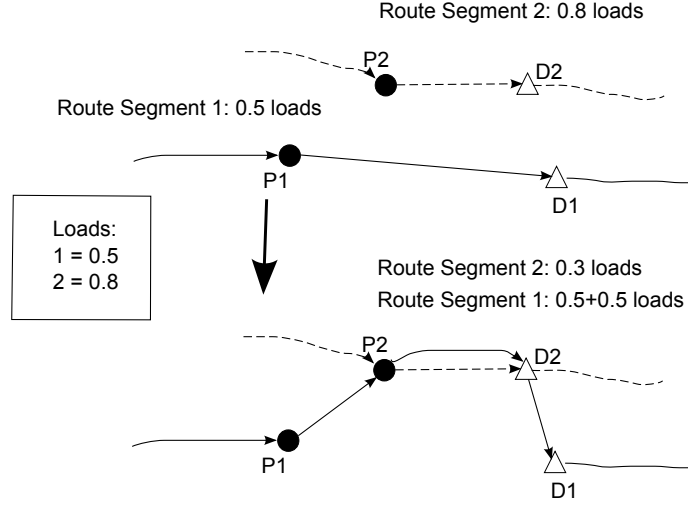 Route Segment 2: 0.8 loads
P2
D2
Route Segment 1: 0.5 loads
P1
D1
Loads:
1 = 0.5
2 = 0.8
Route Segment 2: 0.3 loads
Route Segment 1: 0.5+0.5 loads
P2
D2
P1
D1